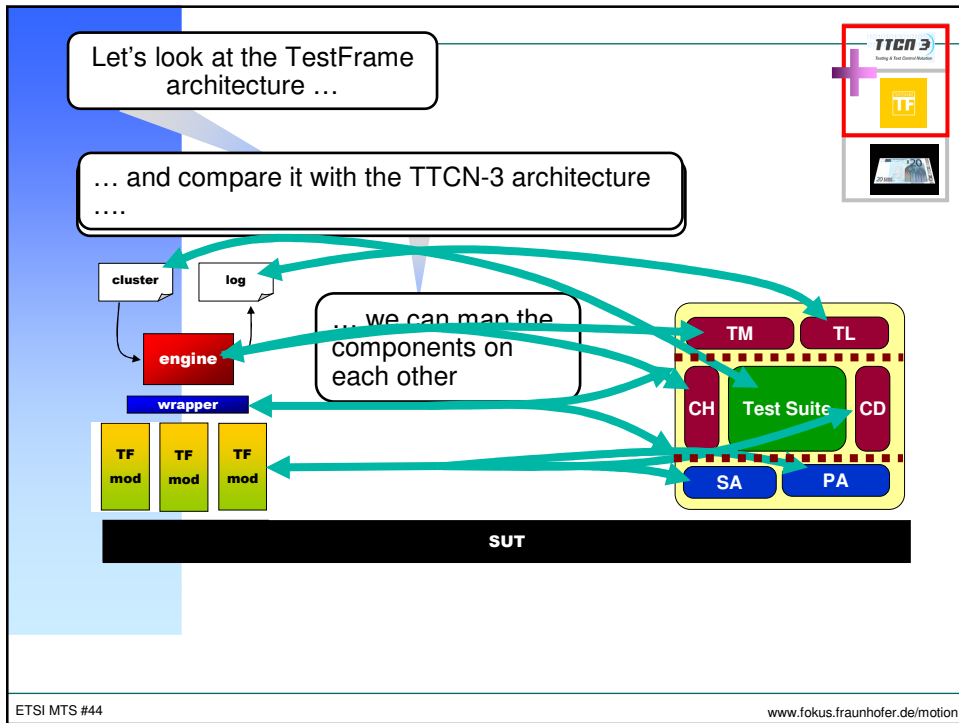 Let's look at the TestFrame
architecture …
TTCN 3
Testing & Test Control Notation
TF
20 EURO
… and compare it with the TTCN-3 architecture
….
cluster
log
… we can map the
components on
each other
engine
wrapper
TF
mod
TF
mod
TF
mod
TM
TL
CH
Test Suite
CD
SA
PA
SUT
ETSI MTS #44
www.fokus.fraunhofer.de/motion